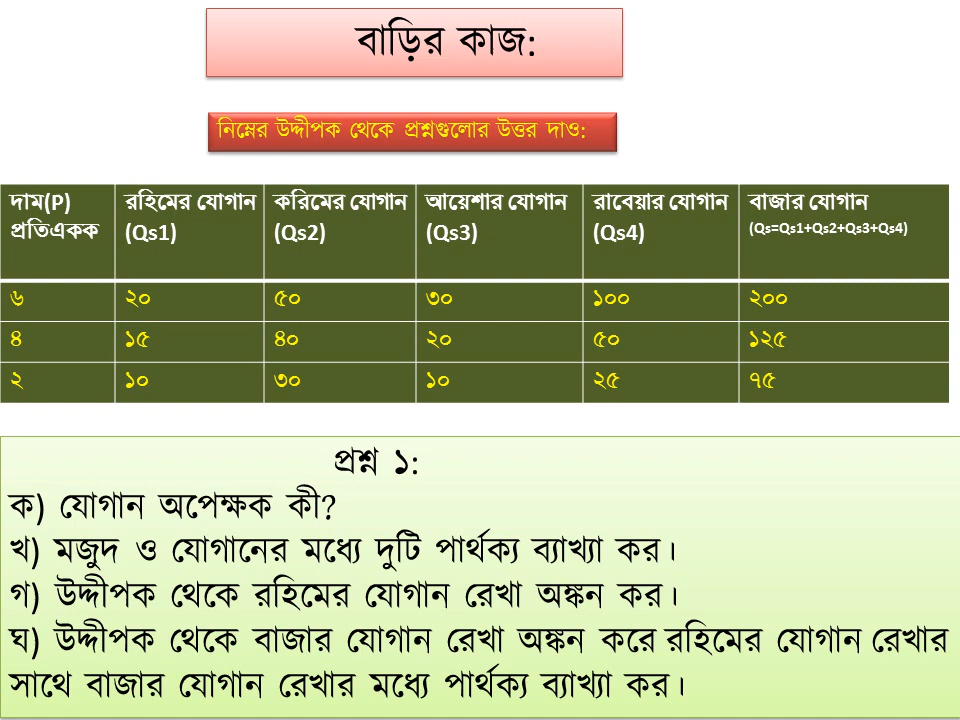 বাড়ির কাজ:
নিম্নের উদ্দীপক থেকে প্রশ্নগুলোর উত্তর দাও:
দাম(P) প্রতিএকক | রহিমের যোগান (Qs1) | করিমের যোগান (Qs2) | আয়েশার যোগান (Qs3) | রাবেয়ার যোগান (Qs4) | বাজার যোগান (Qs=Qs1+Qs2+Qs3+Qs4)
৬ ২০ ৫০ ৩০ ১০০ ২০০
৪ ১৫ ৪০ ২০ ৫০ ১২৫
২ ১০ ৩০ ১০ ২৫ ৭৫
প্রশ্ন ১:
ক) যোগান অপেক্ষক কী?
খ) মজুদ ও যোগানের মধ্যে দুটি পার্থক্য ব্যাখ্যা কর।
গ) উদ্দীপক থেকে রহিমের যোগান রেখা অঙ্কন কর।
ঘ) উদ্দীপক থেকে বাজার যোগান রেখা অঙ্কন করে রহিমের যোগান রেখার
সাথে বাজার যোগান রেখার মধ্যে পার্থক্য ব্যাখ্যা কর।